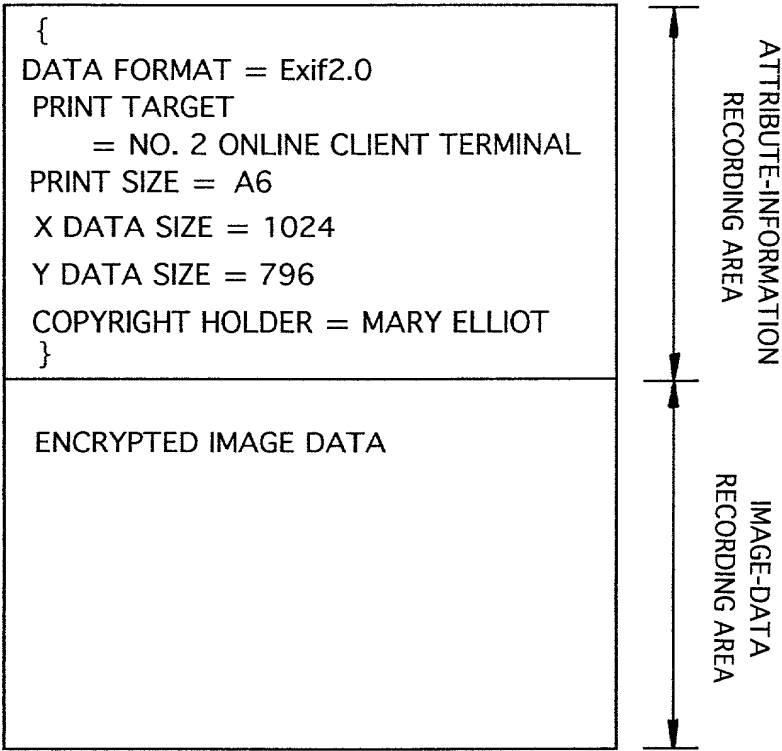 {
DATA FORMAT = Exif2.0
PRINT TARGET
= NO. 2 ONLINE CLIENT TERMINAL
PRINT SIZE = A6
X DATA SIZE = 1024
Y DATA SIZE = 796
COPYRIGHT HOLDER = MARY ELLIOT
}
ATTRIBUTE-INFORMATION
RECORDING AREA
ENCRYPTED IMAGE DATA
IMAGE-DATA
RECORDING AREA